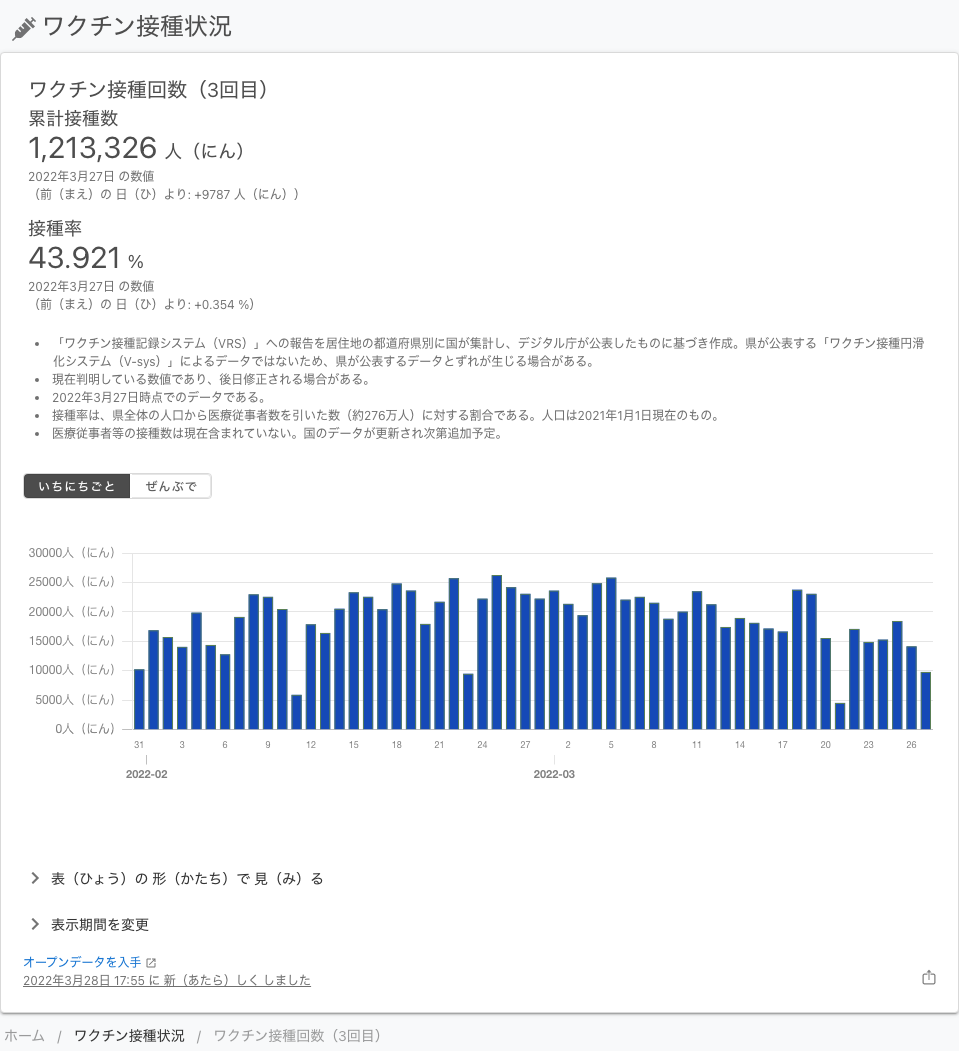 ワクチン接種状況
ワクチン接種回数（3回目）
累計接種数
1,213,326 人（にん）
2022年3月27日 の数値
（前（まえ）の 日（ひ）より: +9787 人（にん））
接種率
43.921 %
2022年3月27日 の数値
（前（まえ）の 日（ひ）より: +0.354 %）
• 「ワクチン接種記録システム（VRS）」への報告を居住地の都道府県別に国が集計し、デジタル庁が公表したものに基づき作成。県が公表する「ワクチン接種円滑
化システム（V-sys）」によるデータではないため、県が公表するデータとずれが生じる場合がある。
• 現在判明している数値であり、後日修正される場合がある。
• 2022年3月27日時点でのデータである。
• 接種率は、県全体の人口から医療従事者数を引いた数（約276万人）に対する割合である。人口は2021年1月1日現在のもの。
• 医療従事者等の接種数は現在含まれていない。国のデータが更新され次第追加予定。
いちにちごと ぜんぶで
30000人（にん）
25000人（にん）
20000人（にん）
15000人（にん）
10000人（にん）
5000人（にん）
0人（にん）
31 3 6 9 12 15 18 21 24 27 2 5 8 11 14 17 20 23 26
2022-02 2022-03
表（ひょう）の 形（かたち）で 見（み）る
表示期間を変更
オープンデータを入手
2022年3月28日 17:55 に 新（あたら）しく しました
ホーム / ワクチン接種状況 / ワクチン接種回数（3回目）